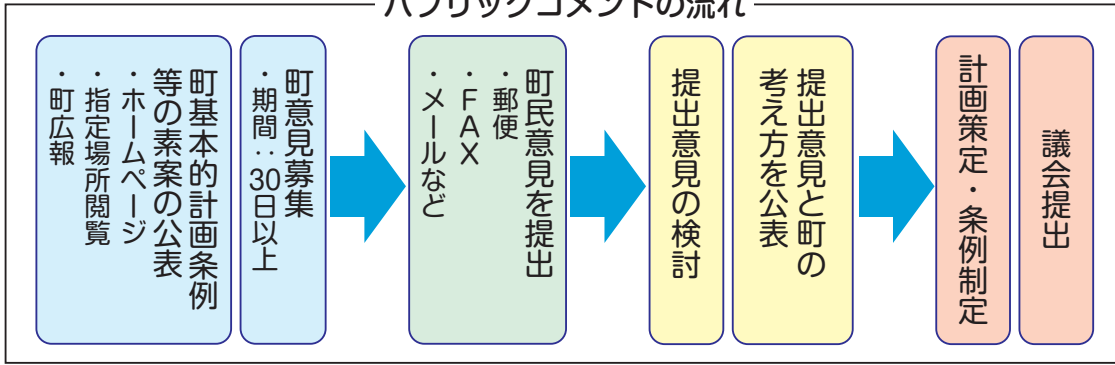 パブリックコメントの流れ
町基本的計画条例
等の素案の公表
・ホームページ
・指定場所閲覧
・町広報
町意見募集
・期間：30日以上
町民意見を提出
・郵便
・FAX
・メールなど
提出意見の検討
提出意見と町の
考え方を公表
計画策定・条例制定
議会提出